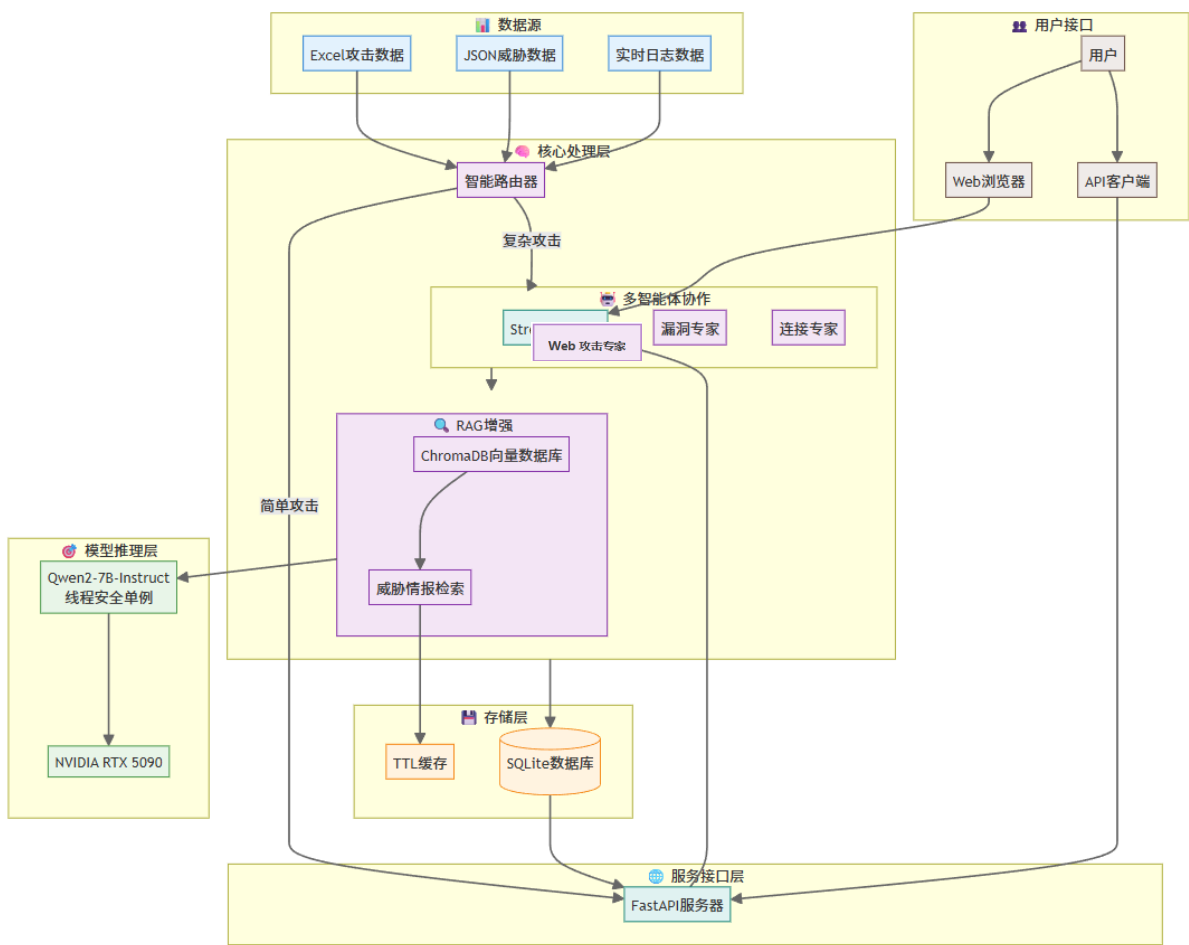 数据源
Excel攻击数据
JSON威胁数据
实时日志数据
用户接口
用户
Web浏览器
API客户端
核心处理层
智能路由器
复杂攻击
多智能体协作
Web 攻击专家
漏洞专家
连接专家
RAG增强
ChromaDB向量数据库
简单攻击
威胁情报检索
模型推理层
Qwen2-7B-Instruct
线程安全单例
NVIDIA RTX 5090
存储层
TTL缓存
SQLite数据库
服务接口层
FastAPI服务器